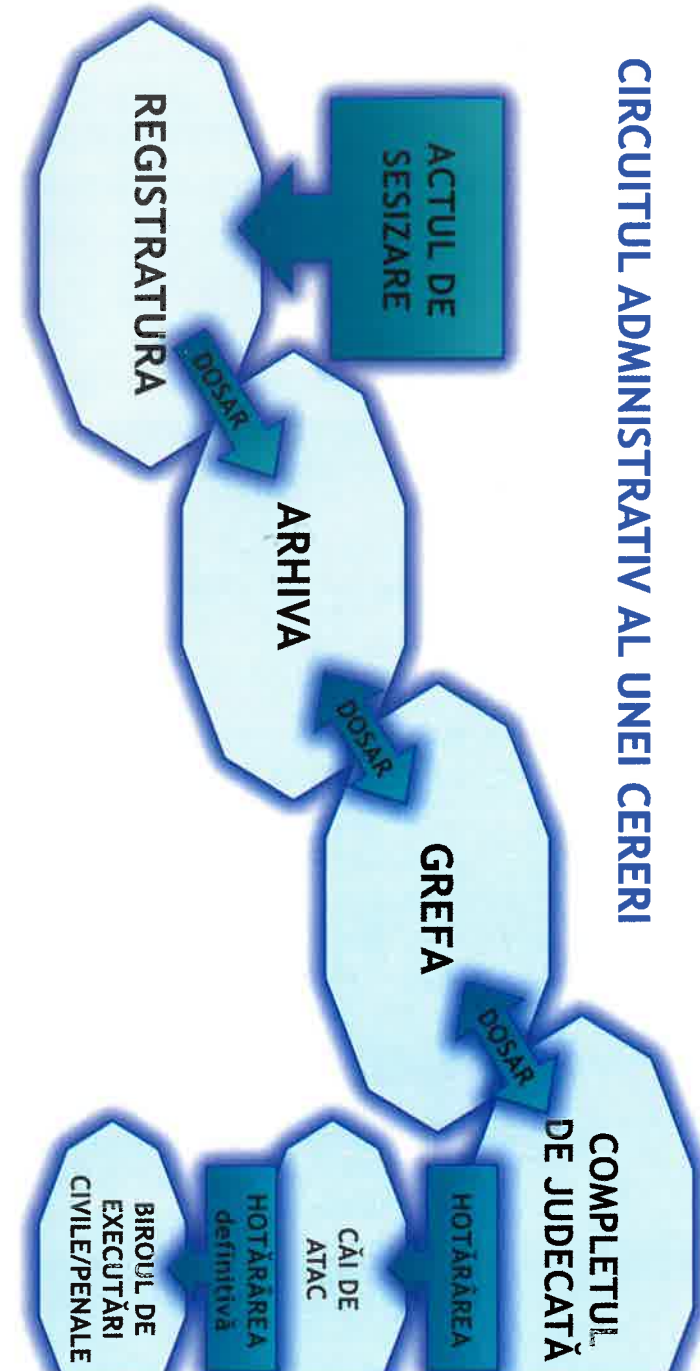 CIRCUITUL ADMINISTRATIV AL UNEI CERERI
ACTUL DE
SESIZARE
REGISTRATURA
DOSAR
ARHIVA
DOSAR
GREFA
DOSAR
COMPLETUL
DE JUDECATĂ
HOTĂRÂREA
CĂI DE
ATAC
HOTĂRÂREA
definitivă
BIROUL DE
EXECUTĂRI
CIVILE/PENALE